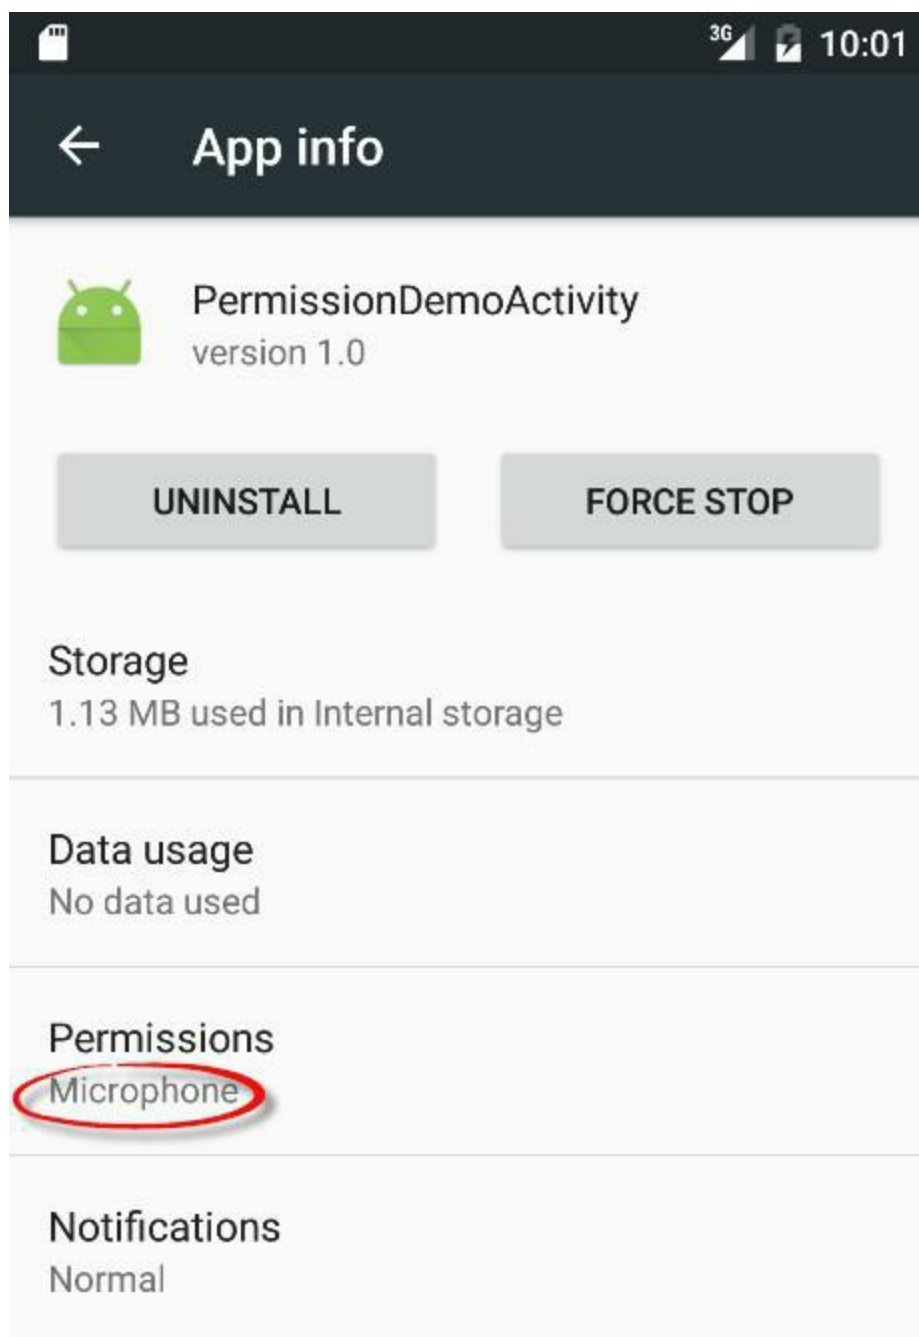 3G 10:01
App info
PermissionDemoActivity
version 1.0
UNINSTALL FORCE STOP
Storage
1.13 MB used in Internal storage
Data usage
No data used
Permissions
Microphone
Notifications
Normal